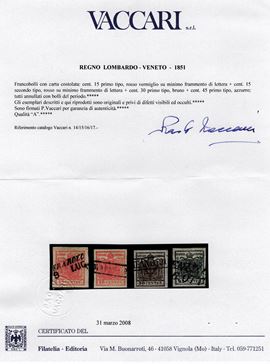 VACCARI
s.r.l.
REGNO LOMBARDO-VENETO - 1851
Francobolli con carta costolata: cent. 15 primo tipo, rosso vermiglio su minimo frammento di lettera + cent. 15
secondo tipo, rosso su minimo frammento di lettera + cent. 30 primo tipo, bruno + cent. 45 primo tipo, azzurro;
tutti annullati con bolli del periodo.*****
Gli esemplari descritti e qui riprodotti sono originali e privi di difetti visibili od occulti.*****
Sono firmati P.Vaccari per garanzia di autenticità.*****
Qualità "A".*****
Riferimento catalogo Vaccari n. 14/15/16/17.-
31 marzo 2008
CERTIFICATO DEL
Filatelia - Editoria Via M. Buonarroti, 46 - 41058 Vignola (Mo) - Italy - Tel. 059-771251